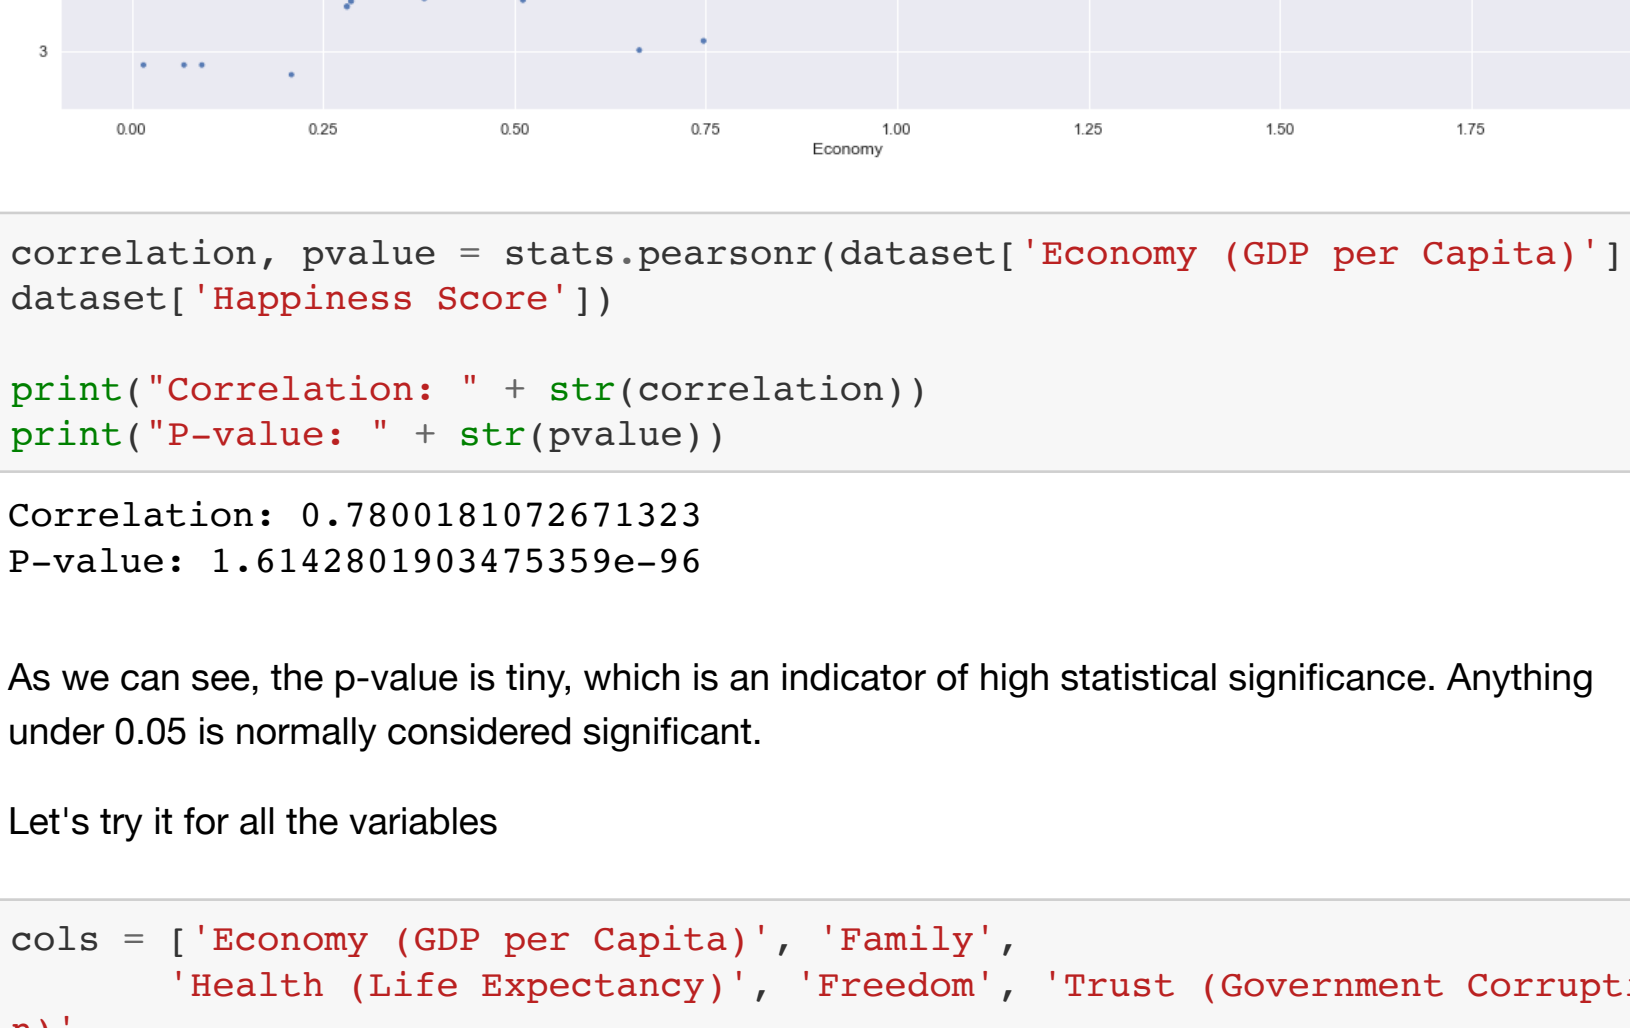 3
0.00 0.25 0.50 0.75 1.00 1.25 1.50 1.75
Economy
correlation, pvalue = stats.pearsonr(dataset['Economy (GDP per Capita)']
dataset['Happiness Score'])
print("Correlation: " + str(correlation))
print("P-value: " + str(pvalue))
Correlation: 0.7800181072671323
P-value: 1.6142801903475359e-96
As we can see, the p-value is tiny, which is an indicator of high statistical significance. Anything
under 0.05 is normally considered significant.
Let's try it for all the variables
cols = ['Economy (GDP per Capita)', 'Family',
'Health (Life Expectancy)', 'Freedom', 'Trust (Government Corrupti